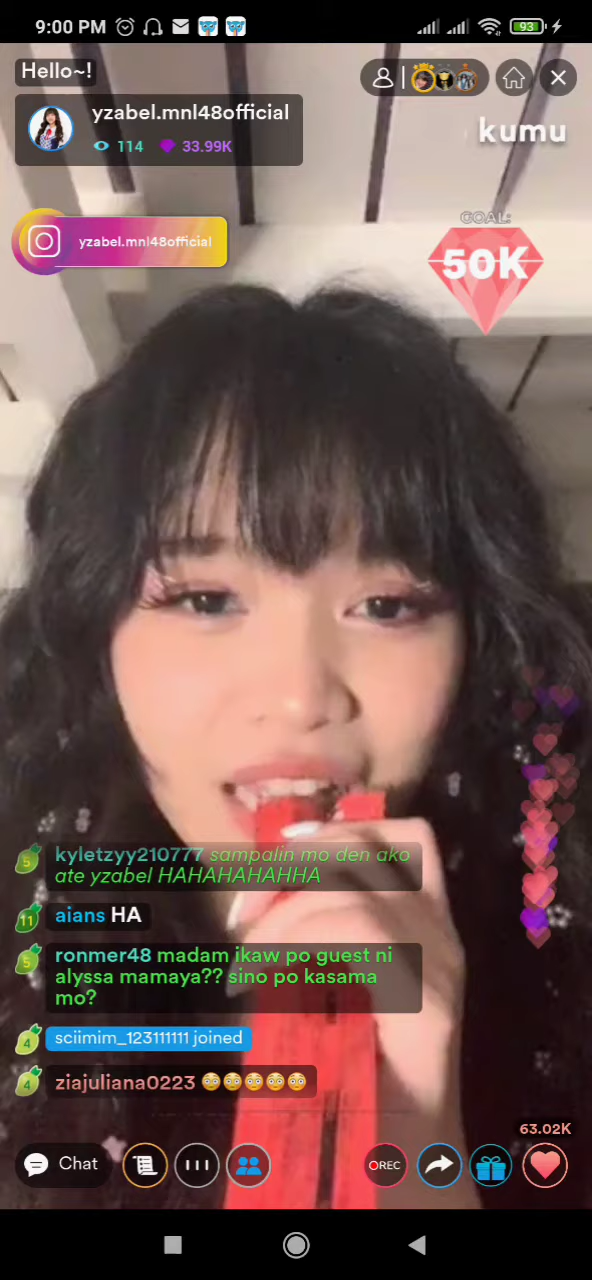 9:00 PM
93
Hello~!
yzabel.mnl48official
114
33.99K
kumu
yzabel.mnl48official
GOAL:
50K
5
kyletzyy210777 sampalin mo den ako
ate yzabel HAHAHAHAHHA
11
aians HA
5
ronmer48 madam ikaw po guest ni
alyssa mamaya?? sino po kasama
mo?
4
sciimim_123111111 joined
4
ziajuliana0223 😳😳😳😳😳
63.02K
Chat
REC